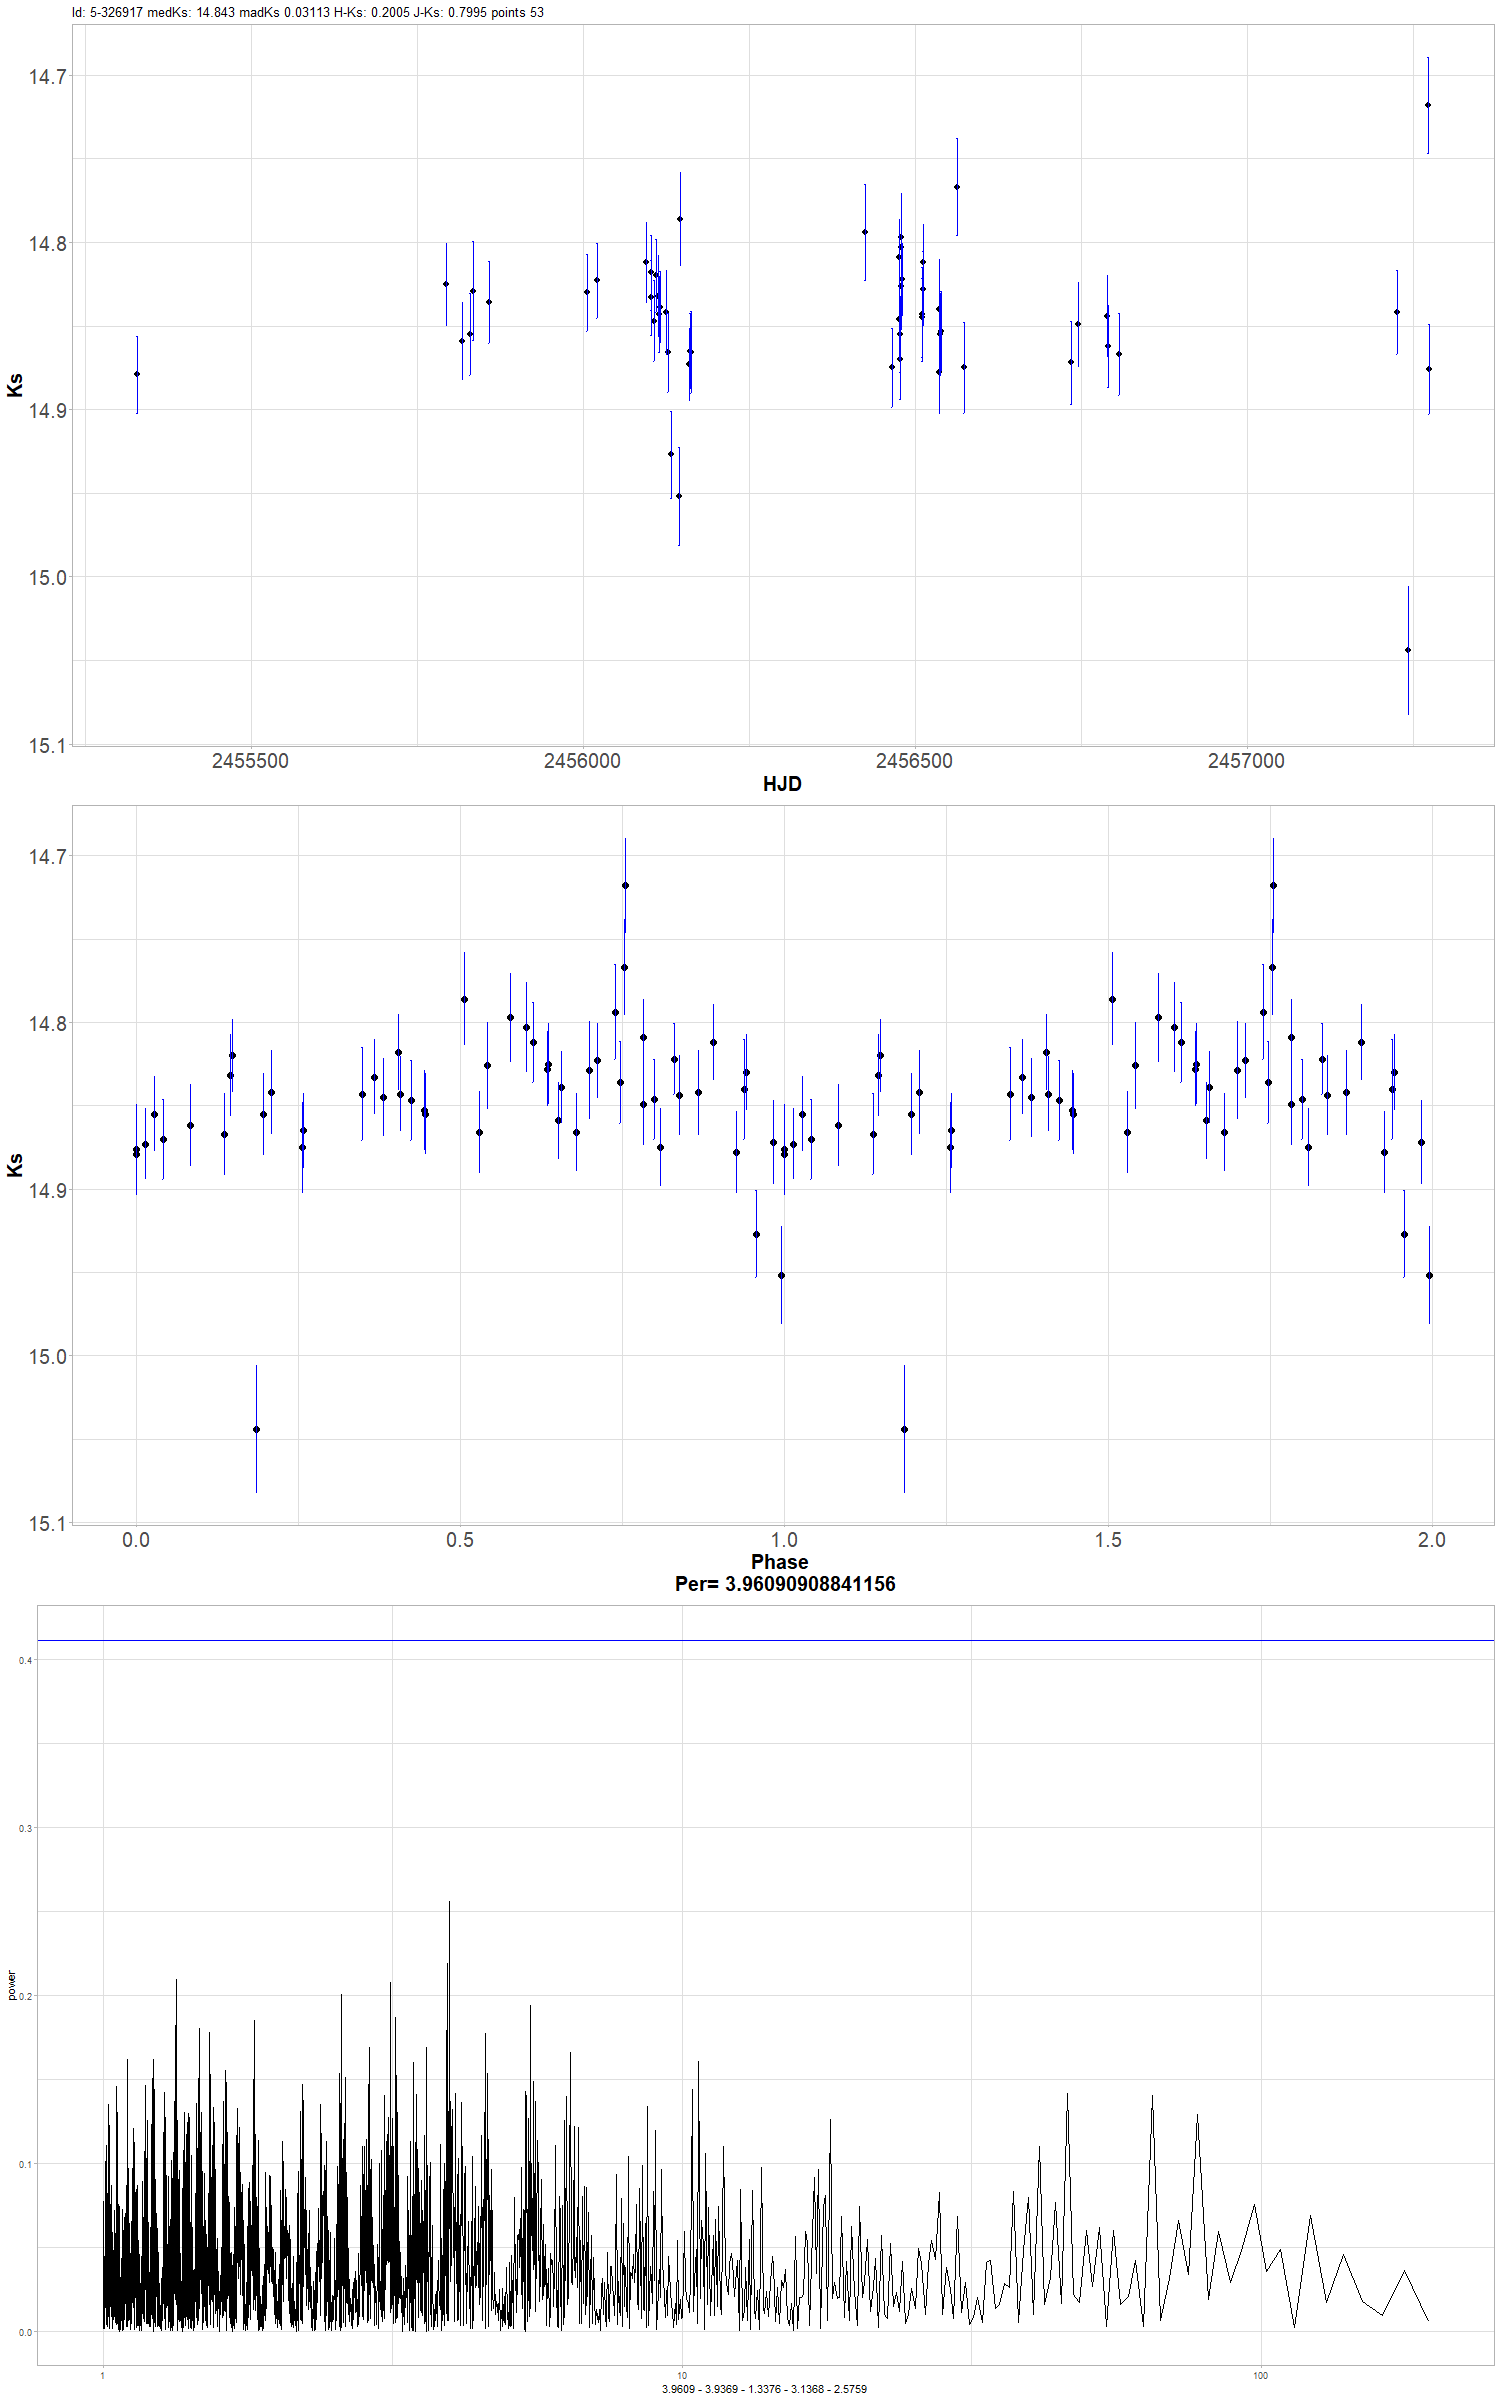 Id: 5-326917 medKs: 14.843 madKs 0.03113 H-Ks: 0.2005 J-Ks: 0.7995 points 53
14.7
14.8
14.9
15.0
15.1
Ks
2455500 2456000 2456500 2457000
HJD
14.7
14.8
14.9
15.0
15.1
Ks
0.0 0.5 1.0 1.5 2.0
Phase
Per= 3.96090908841156
0.4
0.3
0.2
0.1
0.0
power
1 10 100
3.9609 - 3.9369 - 1.3376 - 3.1368 - 2.5759